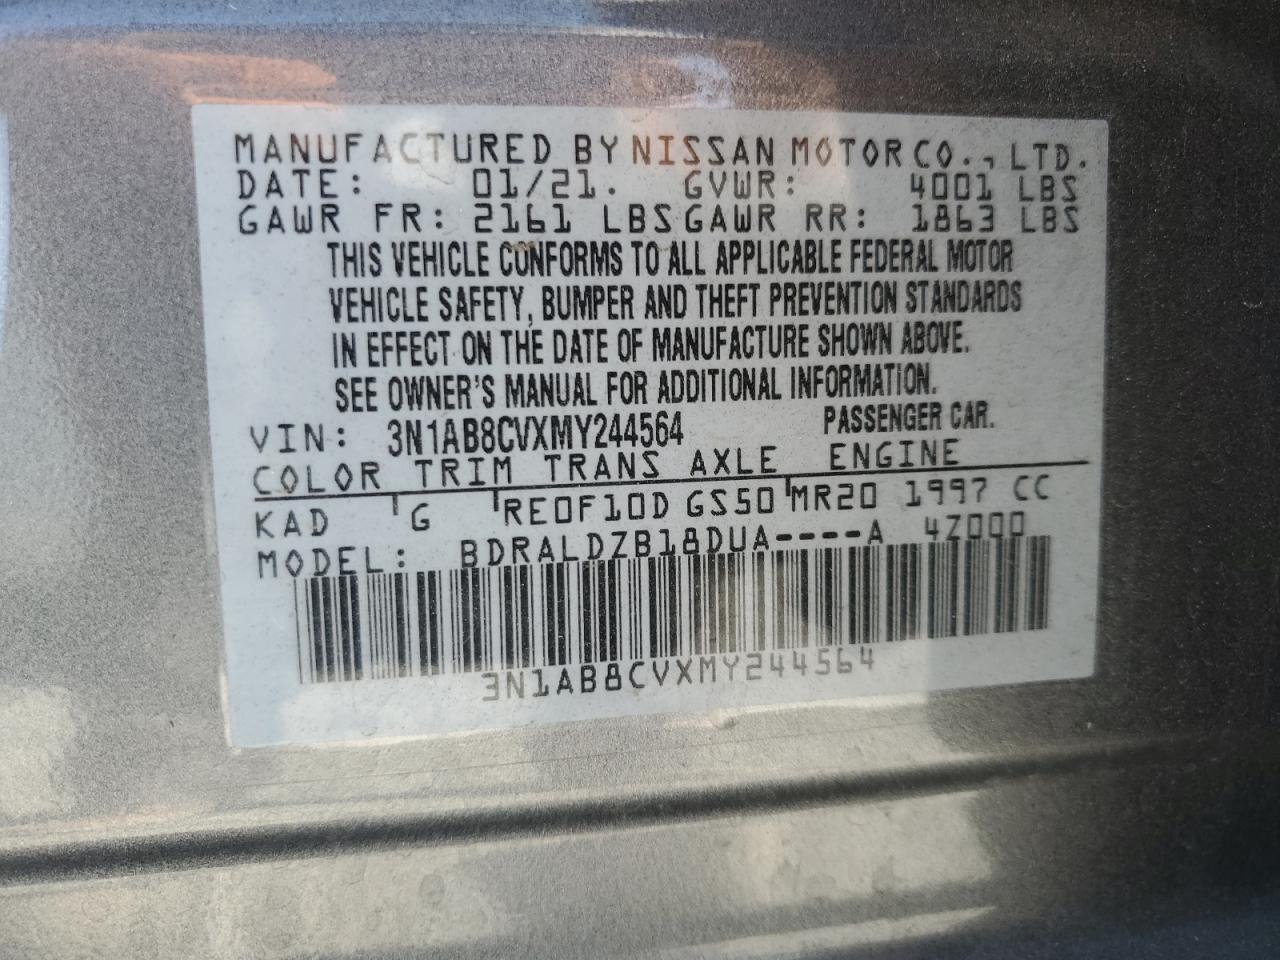 MANUFACTURED BY NISSAN MOTOR CO., LTD.
DATE: 01/21. GVWR: 4001 LBS
GAWR FR: 2161 LBS GAWR RR: 1863 LBS
THIS VEHICLE CONFORMS TO ALL APPLICABLE FEDERAL MOTOR
VEHICLE SAFETY, BUMPER AND THEFT PREVENTION STANDARDS
IN EFFECT ON THE DATE OF MANUFACTURE SHOWN ABOVE.
SEE OWNER'S MANUAL FOR ADDITIONAL INFORMATION.
VIN: 3N1AB8CVXMY244564 PASSENGER CAR.
COLOR TRIM TRANS AXLE ENGINE
KAD G RE0F10D GS50 MR20 1997 CC
MODEL: BDRALDZB18DUA----A 4Z000
3N1AB8CVXMY244564